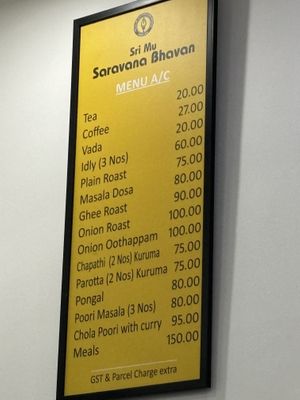 Sri Mu
Saravana Bhavan
MENU A/C
Tea 20.00
Coffee 27.00
Vada 20.00
Idly (3 Nos) 60.00
Plain Roast 75.00
Masala Dosa 80.00
Ghee Roast 90.00
Onion Roast 100.00
Onion Oothappam 100.00
Chapathi (2 Nos) Kuruma 75.00
Parotta (2 Nos) Kuruma 75.00
Pongal 80.00
Poori Masala (3 Nos) 80.00
Chola Poori with curry 95.00
Meals 150.00
GST & Parcel Charge extra